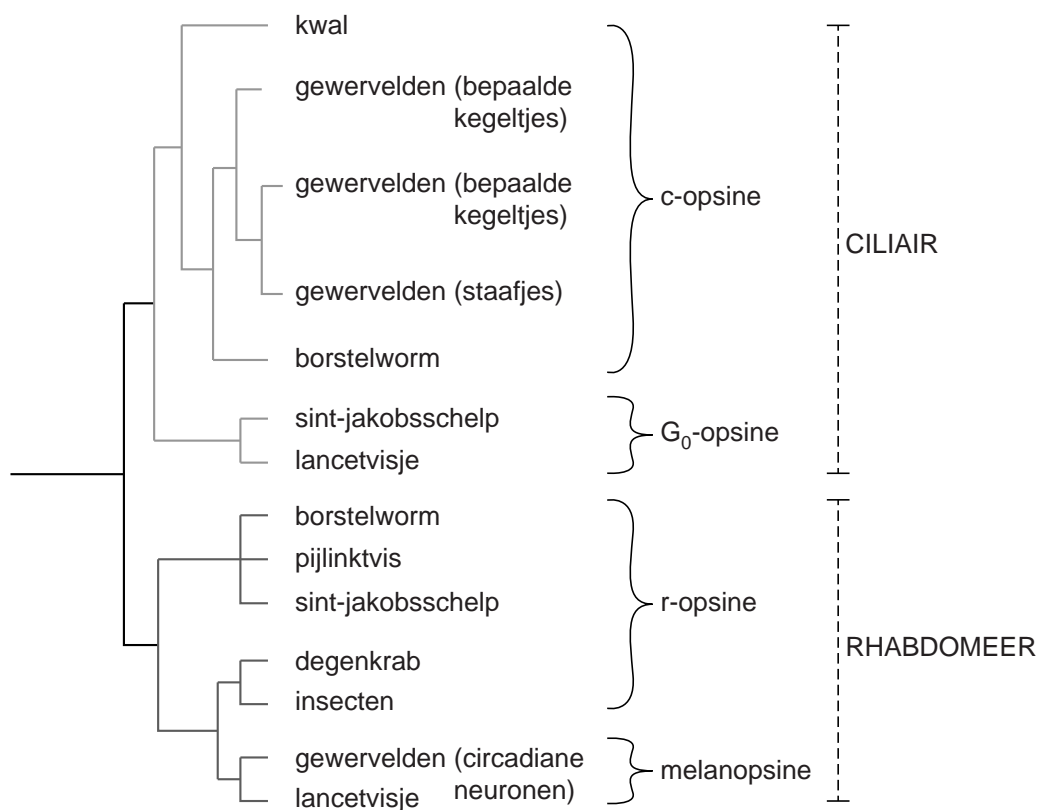 kwal
gewervelden (bepaalde
kegeltjes)
gewervelden (bepaalde
kegeltjes)
gewervelden (staafjes)
borstelworm
c-opsine
sint-jakobsschelp
lancetvisje
G₀-opsine
CILIAIR
borstelworm
pijlinktvis
sint-jakobsschelp
degenkrab
insecten
r-opsine
gewervelden (circadiane
neuronen)
lancetvisje
melanopsine
RHABDOMEER